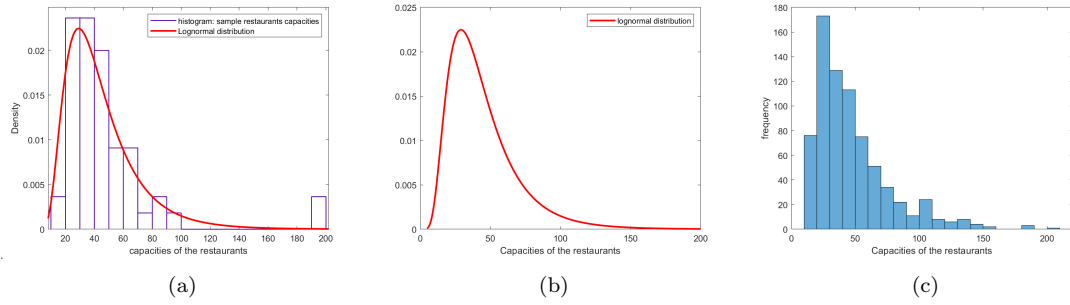 histogram: sample restaurants capacities
Lognormal distribution
0.02
0.015
0.01
0.005
0
Density
20 40 60 80 100 120 140 160 180 200
capacities of the restaurants
(a)
lognormal distribution
0.025
0.02
0.015
0.01
0.005
0
0 50 100 150 200
Capacities of the restaurants
(b)
180
160
140
120
100
80
60
40
20
0
frequency
0 50 100 150 200
Capacities of the restaurants
(c)